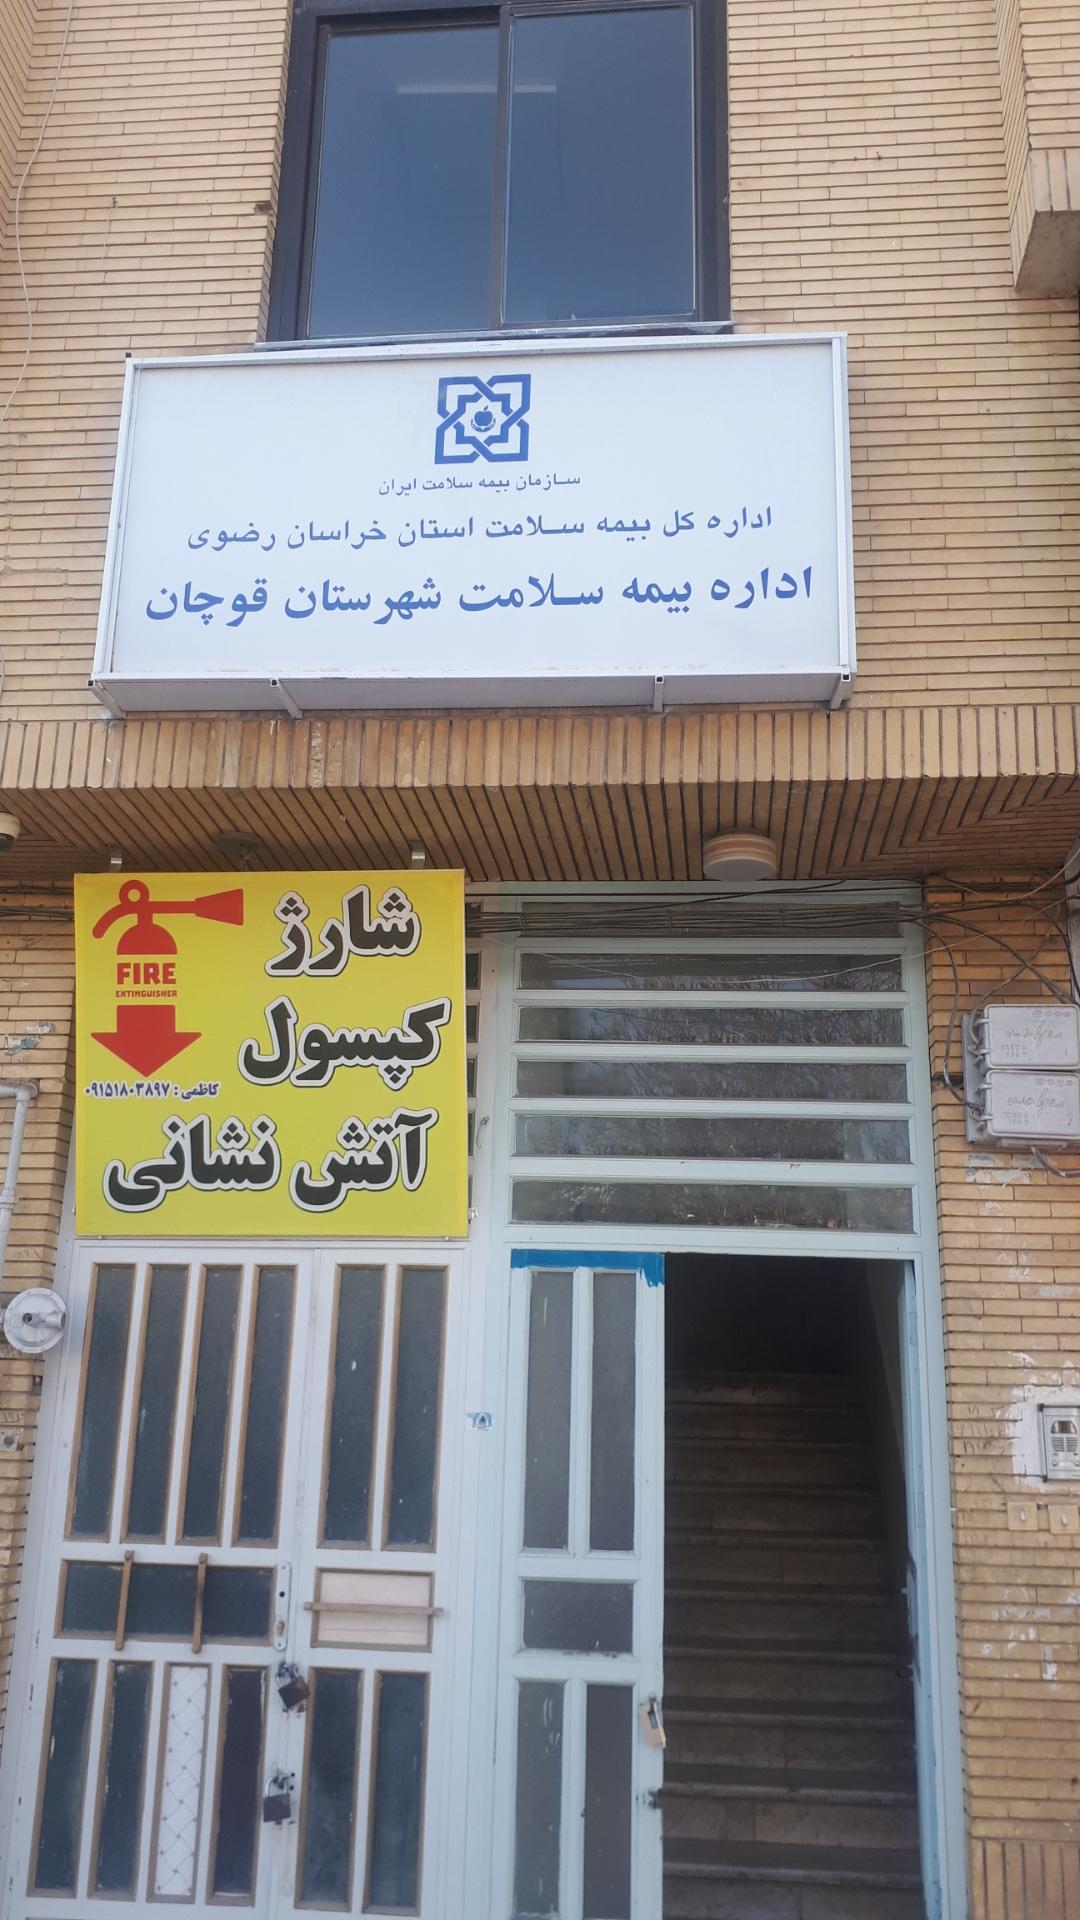 سازمان بیمه سلامت ایران
اداره کل بیمه سلامت استان خراسان رضوی
اداره بیمه سلامت شهرستان قوچان
شارژ
FIRE
EXTINGUISHER
کپسول
کاظمی : ۰۹۱۵۱۸۰۳۸۹۷
آتش نشانی